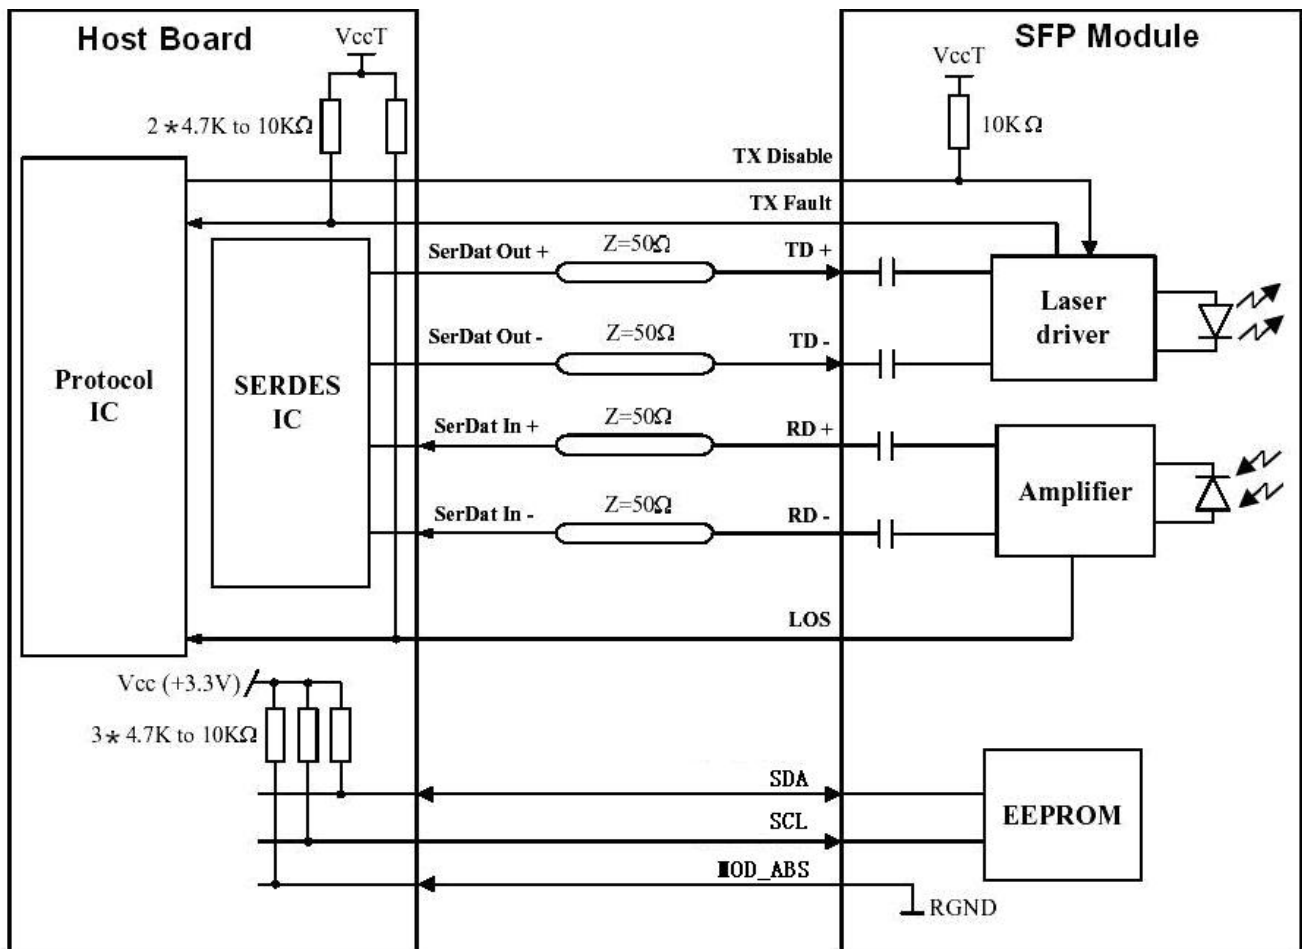 Host Board
SFP Module
VccT
VccT
2*4.7K to 10KΩ
10KΩ
TX Disable
TX Fault
SerDat Out +
Z=50Ω
TD +
Laser
driver
SerDat Out -
Z=50Ω
TD -
Protocol
IC
SERDES
IC
SerDat In +
Z=50Ω
RD +
Amplifier
SerDat In -
Z=50Ω
RD -
LOS
Vcc (+3.3V)
3*4.7K to 10KΩ
SDA
SCL
EEPROM
MOD_ABS
RGND